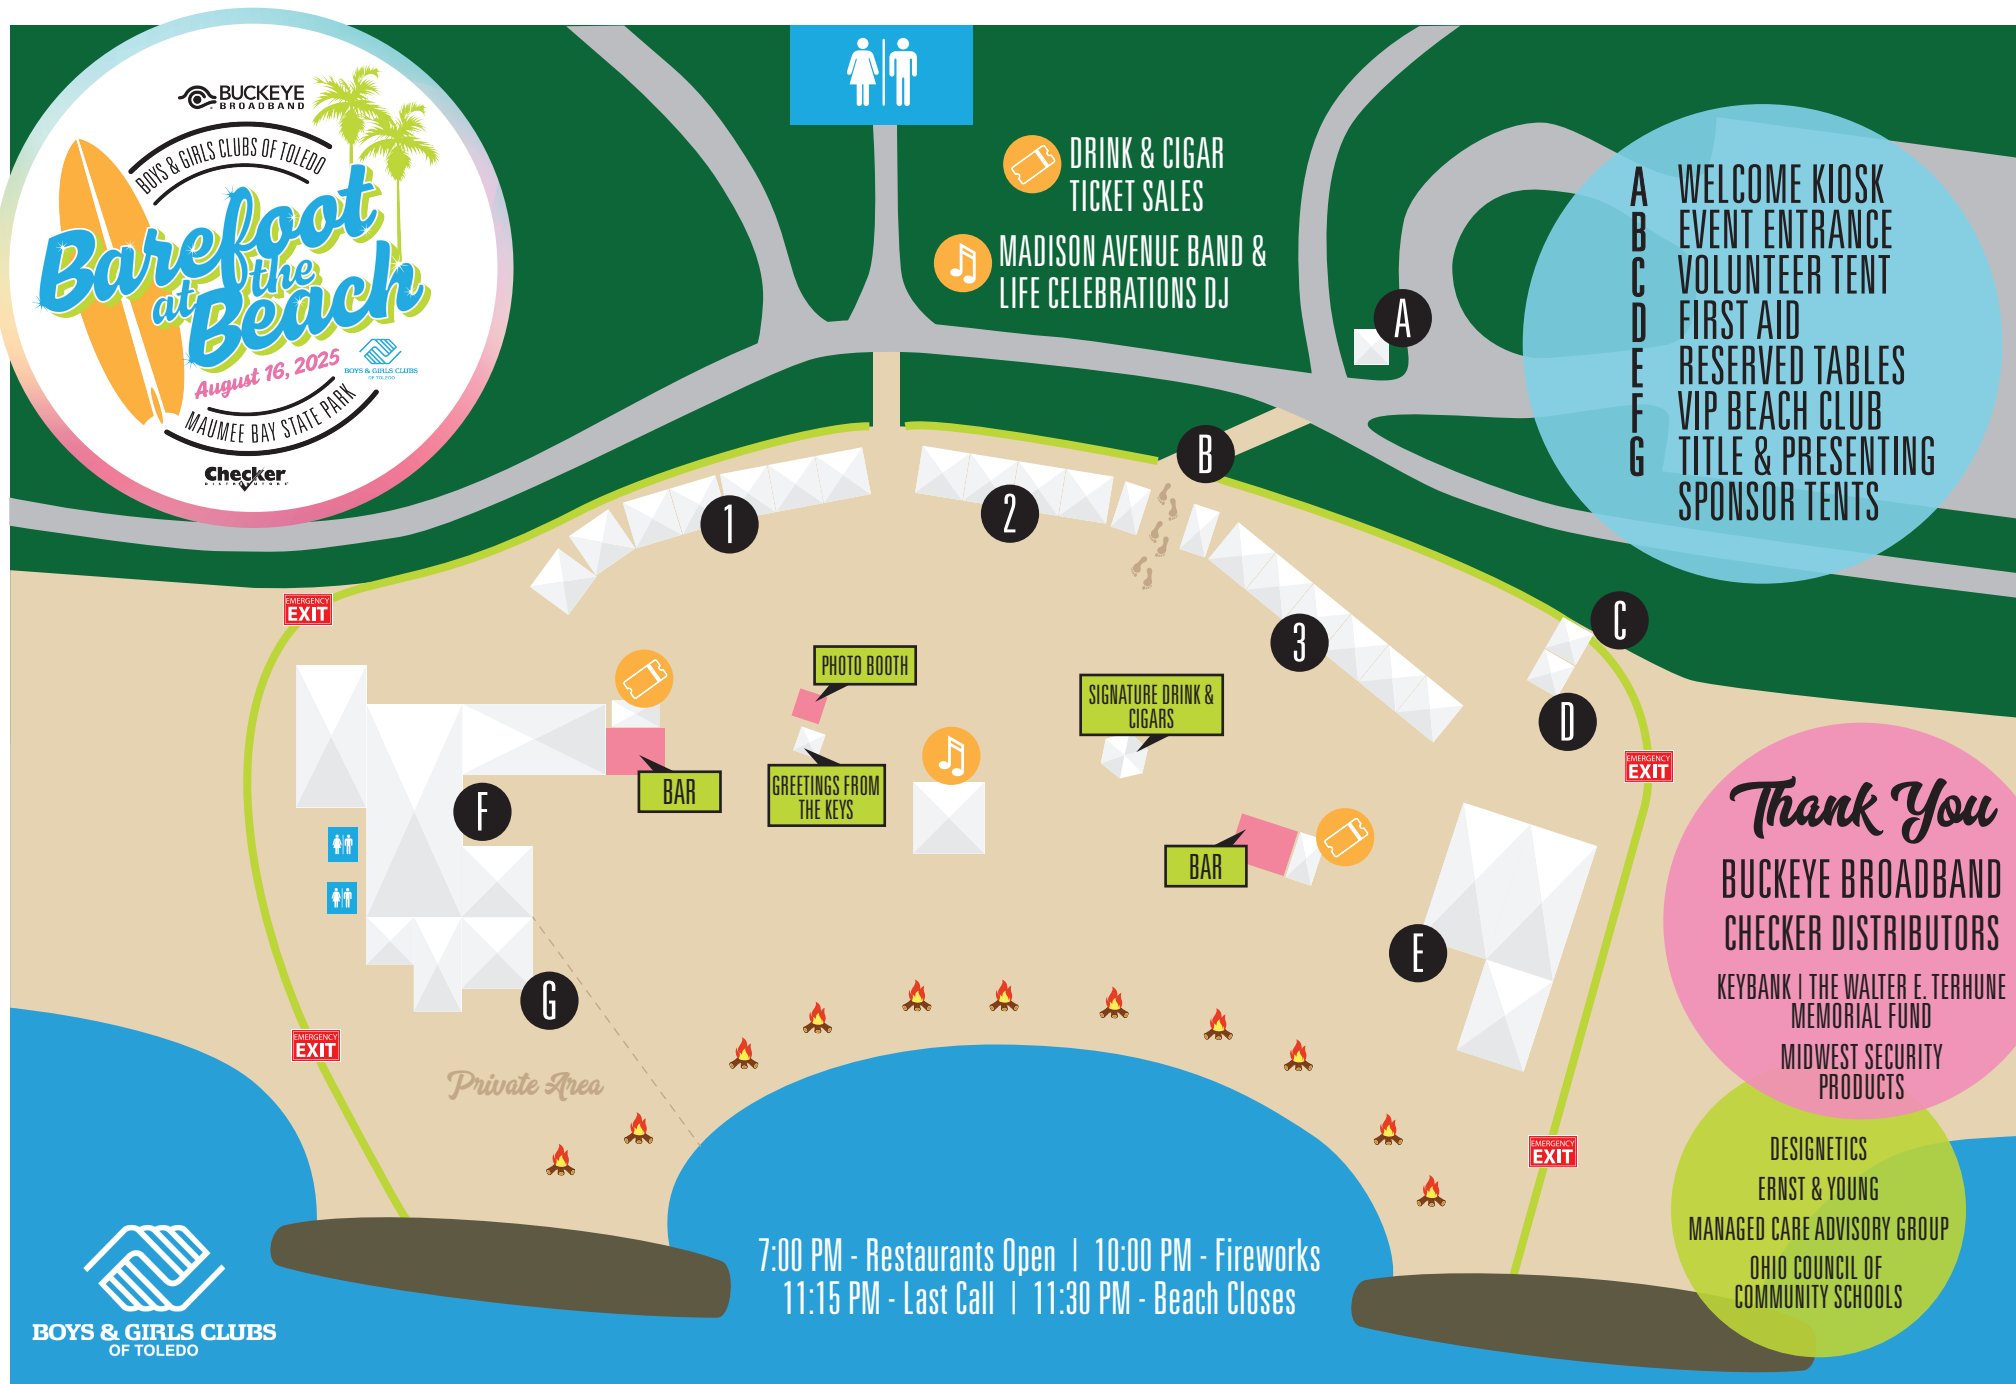 BUCKEYE
BROADBAND
BOYS & GIRLS CLUBS OF TOLEDO
Barefoot
at the
Beach
August 16, 2025
BOYS & GIRLS CLUBS
OF TOLEDO
MAUMEE BAY STATE PARK
Checker
DISTRIBUTORS
DRINK & CIGAR
TICKET SALES
MADISON AVENUE BAND &
LIFE CELEBRATIONS DJ
A WELCOME KIOSK
B EVENT ENTRANCE
C VOLUNTEER TENT
D FIRST AID
E RESERVED TABLES
F VIP BEACH CLUB
G TITLE & PRESENTING
SPONSOR TENTS
A
B
1
2
3
C
D
EMERGENCY
EXIT
PHOTO BOOTH
SIGNATURE DRINK &
CIGARS
EMERGENCY
EXIT
BAR
GREETINGS FROM
THE KEYS
F
BAR
E
G
EMERGENCY
EXIT
Private Area
EMERGENCY
EXIT
Thank You
BUCKEYE BROADBAND
CHECKER DISTRIBUTORS
KEYBANK | THE WALTER E. TERHUNE
MEMORIAL FUND
MIDWEST SECURITY
PRODUCTS
DESIGNETICS
ERNST & YOUNG
MANAGED CARE ADVISORY GROUP
OHIO COUNCIL OF
COMMUNITY SCHOOLS
7:00 PM - Restaurants Open | 10:00 PM - Fireworks
11:15 PM - Last Call | 11:30 PM - Beach Closes
BOYS & GIRLS CLUBS
OF TOLEDO